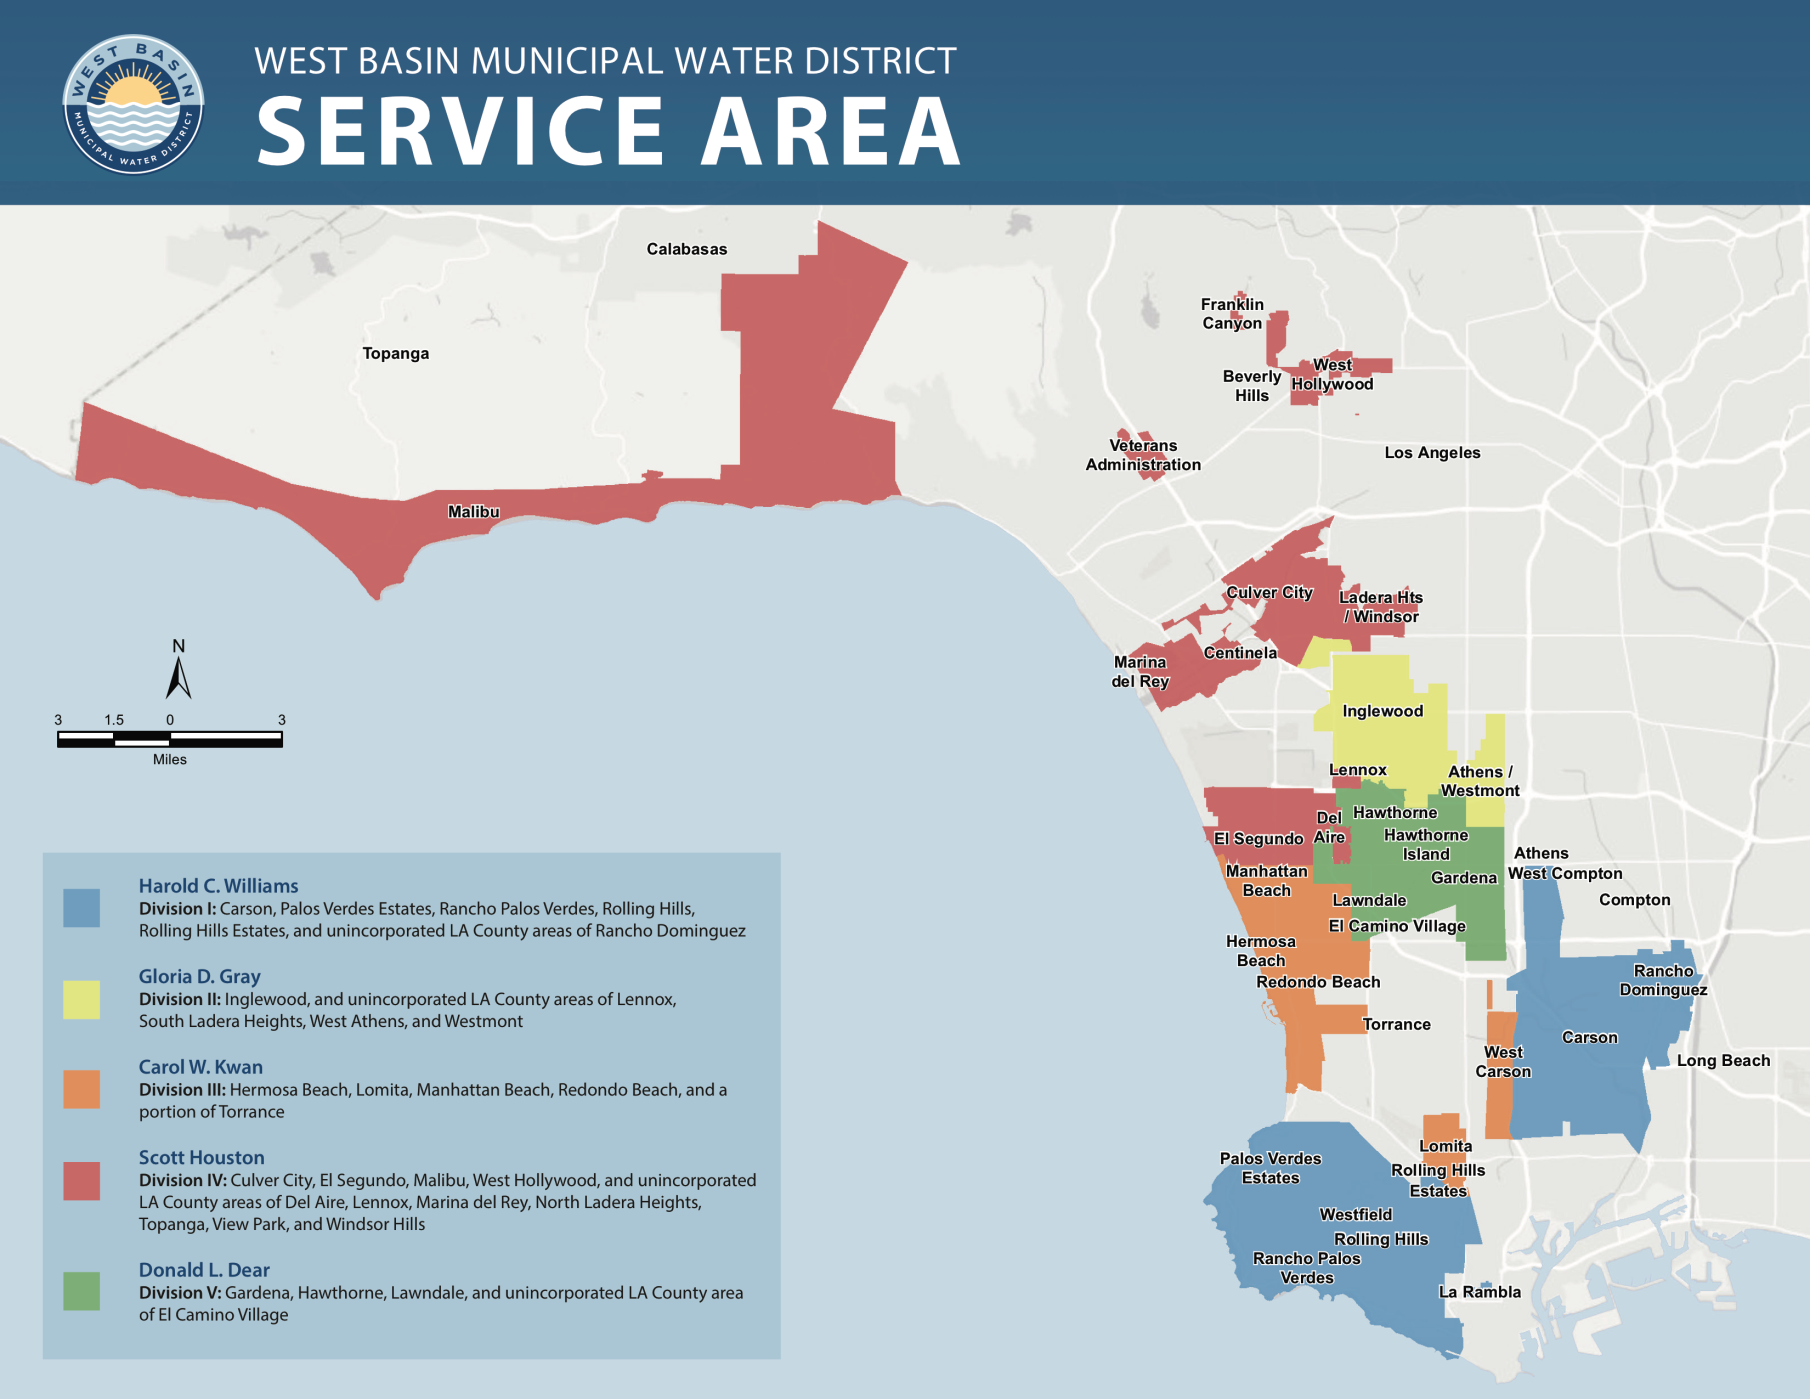 WEST BASIN
MUNICIPAL WATER DISTRICT
WEST BASIN MUNICIPAL WATER DISTRICT
SERVICE AREA
Calabasas
Topanga
Malibu
Franklin
Canyon
West
Hollywood
Beverly
Hills
Veterans
Administration
Los Angeles
Culver City
Ladera Hts
/ Windsor
Centinela
Marina
del Rey
Inglewood
Lennox
Athens /
Westmont
Hawthorne
Del
Aire
El Segundo
Hawthorne
Island
Athens
West Compton
Manhattan
Beach
Gardena
Lawndale
Compton
El Camino Village
Hermosa
Beach
Redondo Beach
Rancho
Dominguez
Torrance
Carson
West
Carson
Long Beach
Lomita
Palos Verdes
Estates
Rolling Hills
Estates
Westfield
Rolling Hills
Rancho Palos
Verdes
La Rambla
N
3 1.5 0 3
Miles
Harold C. Williams
Division I: Carson, Palos Verdes Estates, Rancho Palos Verdes, Rolling Hills,
Rolling Hills Estates, and unincorporated LA County areas of Rancho Dominguez
Gloria D. Gray
Division II: Inglewood, and unincorporated LA County areas of Lennox,
South Ladera Heights, West Athens, and Westmont
Carol W. Kwan
Division III: Hermosa Beach, Lomita, Manhattan Beach, Redondo Beach, and a
portion of Torrance
Scott Houston
Division IV: Culver City, El Segundo, Malibu, West Hollywood, and unincorporated
LA County areas of Del Aire, Lennox, Marina del Rey, North Ladera Heights,
Topanga, View Park, and Windsor Hills
Donald L. Dear
Division V: Gardena, Hawthorne, Lawndale, and unincorporated LA County area
of El Camino Village